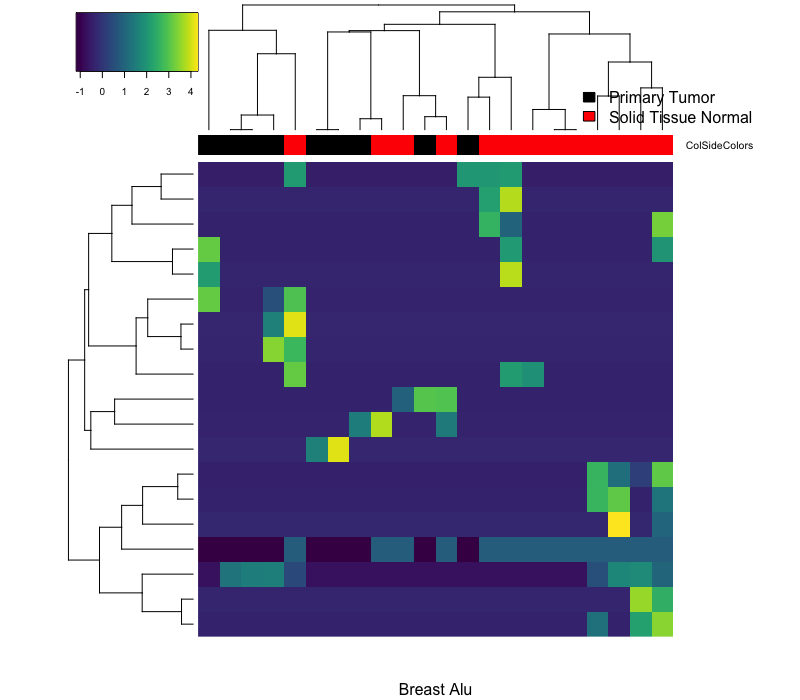 -1 0 1 2 3 4
Primary Tumor
Solid Tissue Normal
ColSideColors
Breast Alu